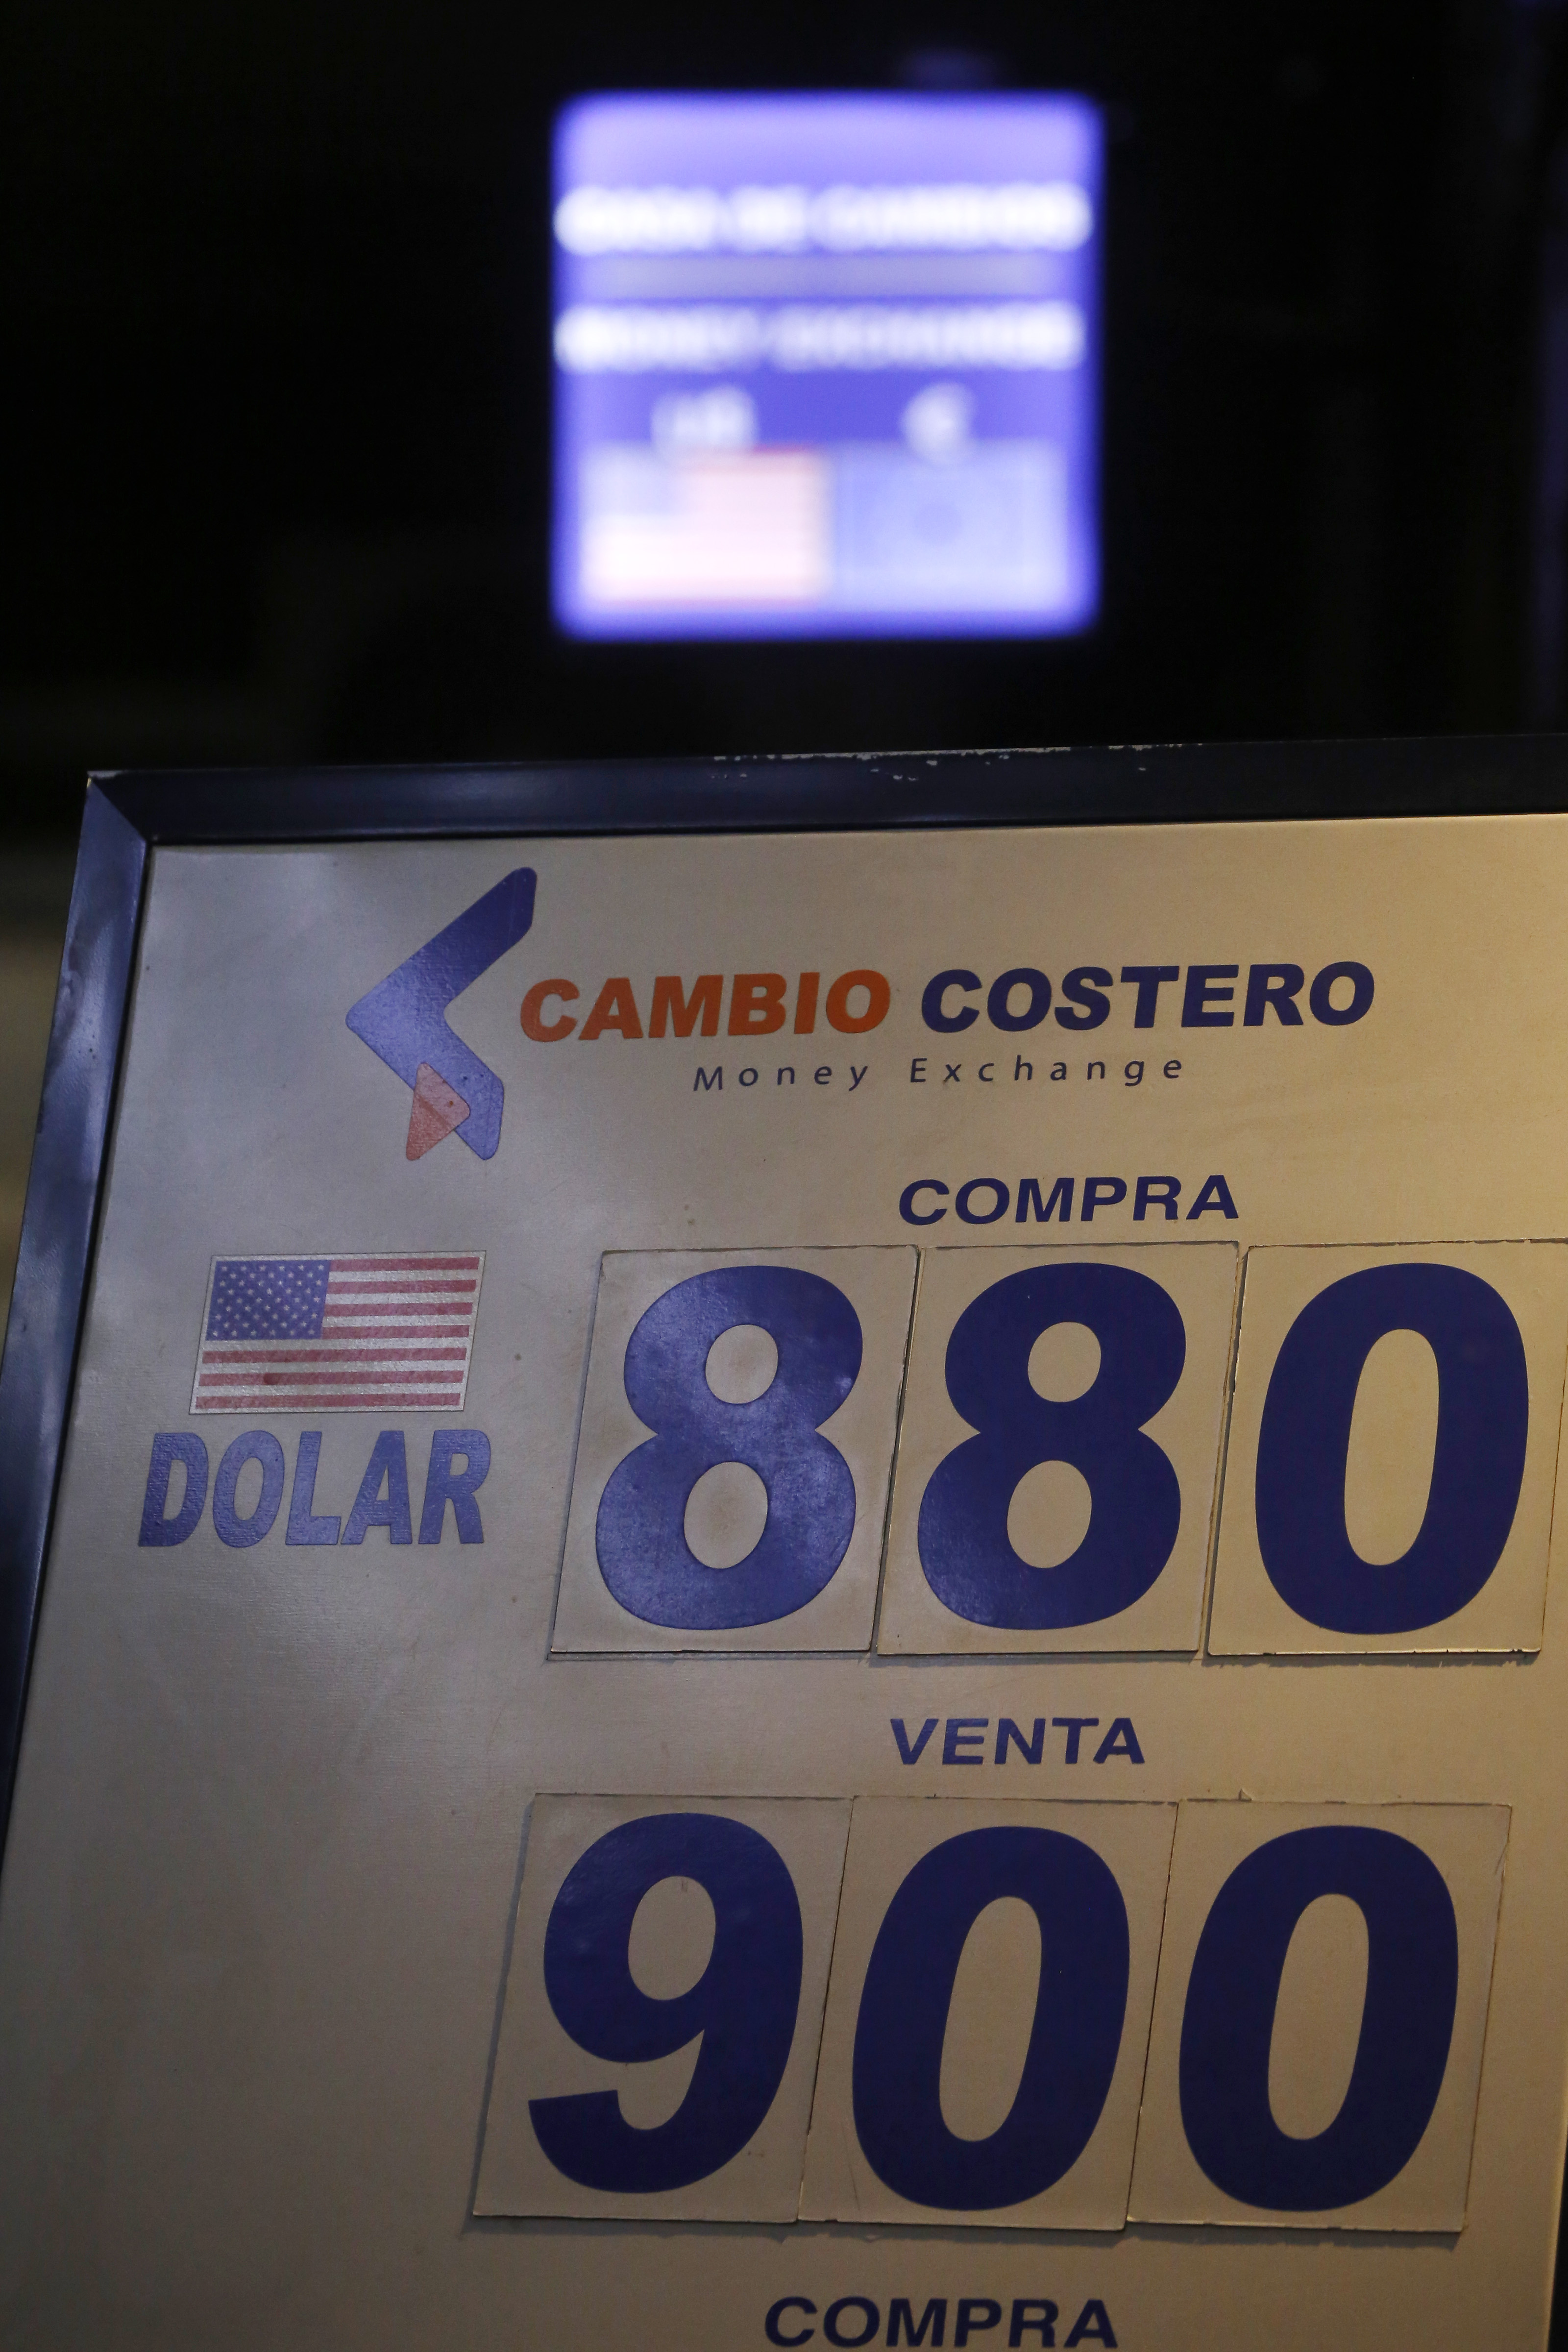 CAMBIO COSTERO
Money Exchange
COMPRA
DOLAR
880
VENTA
900
COMPRA